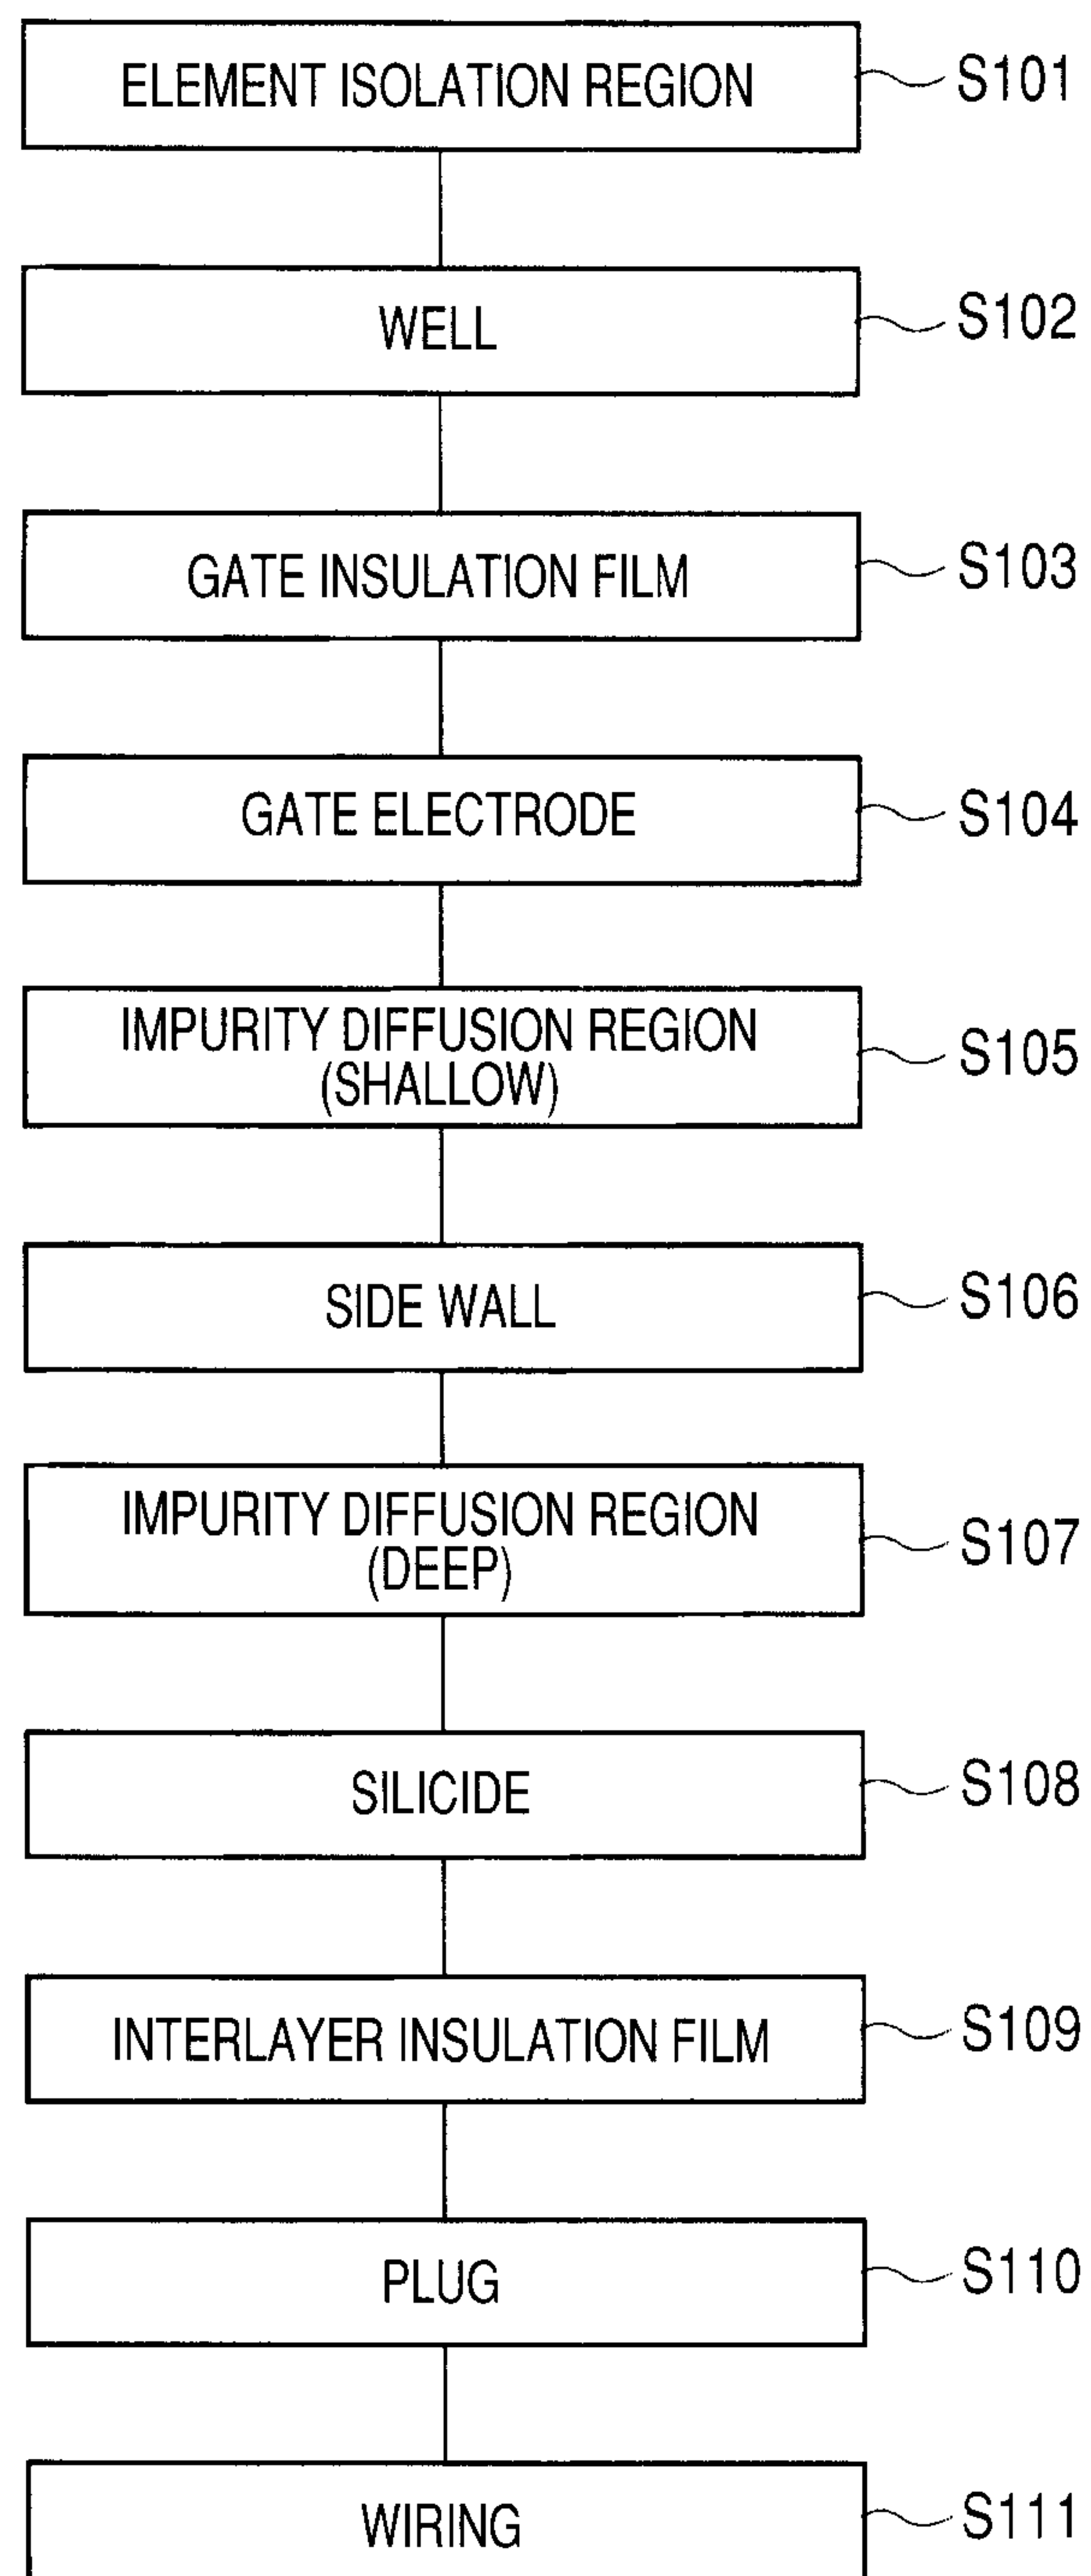 ELEMENT ISOLATION REGION
S101
WELL
S102
GATE INSULATION FILM
S103
GATE ELECTRODE
S104
IMPURITY DIFFUSION REGION
(SHALLOW)
S105
SIDE WALL
S106
IMPURITY DIFFUSION REGION
(DEEP)
S107
SILICIDE
S108
INTERLAYER INSULATION FILM
S109
PLUG
S110
WIRING
S111